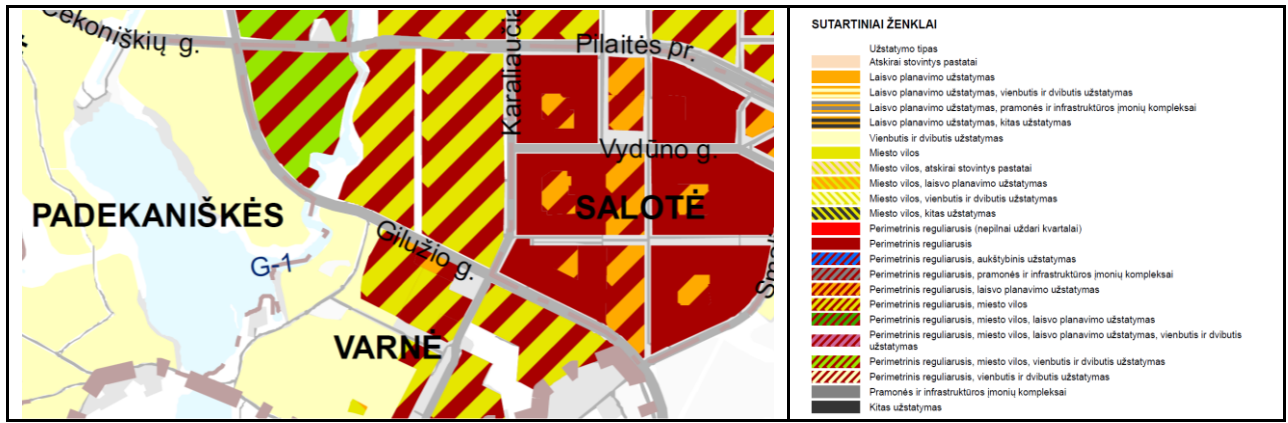 Čekoniškių g.
Pilaitės pr.
Karaliaučia
Vydūno g.
PADEKANIŠKĖS
SALOTĖ
Gilužio g.
G-1
Sma
VARNĖ
SUTARTINIAI ŽENKLAI
Užstatymo tipas
Atskirai stovintys pastatai
Laisvo planavimo užstatymas
Laisvo planavimo užstatymas, vienbutis ir dvibutis užstatymas
Laisvo planavimo užstatymas, pramonės ir infrastruktūros įmonių kompleksai
Laisvo planavimo užstatymas, kitas užstatymas
Vienbutis ir dvibutis užstatymas
Miesto vilos
Miesto vilos, atskirai stovintys pastatai
Miesto vilos, laisvo planavimo užstatymas
Miesto vilos, vienbutis ir dvibutis užstatymas
Miesto vilos, kitas užstatymas
Perimetrinis reguliarusis (nepilnai uždari kvartalai)
Perimetrinis reguliarusis
Perimetrinis reguliarusis, aukštybinis užstatymas
Perimetrinis reguliarusis, pramonės ir infrastruktūros įmonių kompleksai
Perimetrinis reguliarusis, laisvo planavimo užstatymas
Perimetrinis reguliarusis, miesto vilos
Perimetrinis reguliarusis, miesto vilos, laisvo planavimo užstatymas
Perimetrinis reguliarusis, miesto vilos, laisvo planavimo užstatymas, vienbutis ir dvibutis
užstatymas
Perimetrinis reguliarusis, miesto vilos, vienbutis ir dvibutis užstatymas
Perimetrinis reguliarusis, vienbutis ir dvibutis užstatymas
Pramonės ir infrastruktūros įmonių kompleksai
Kitas užstatymas